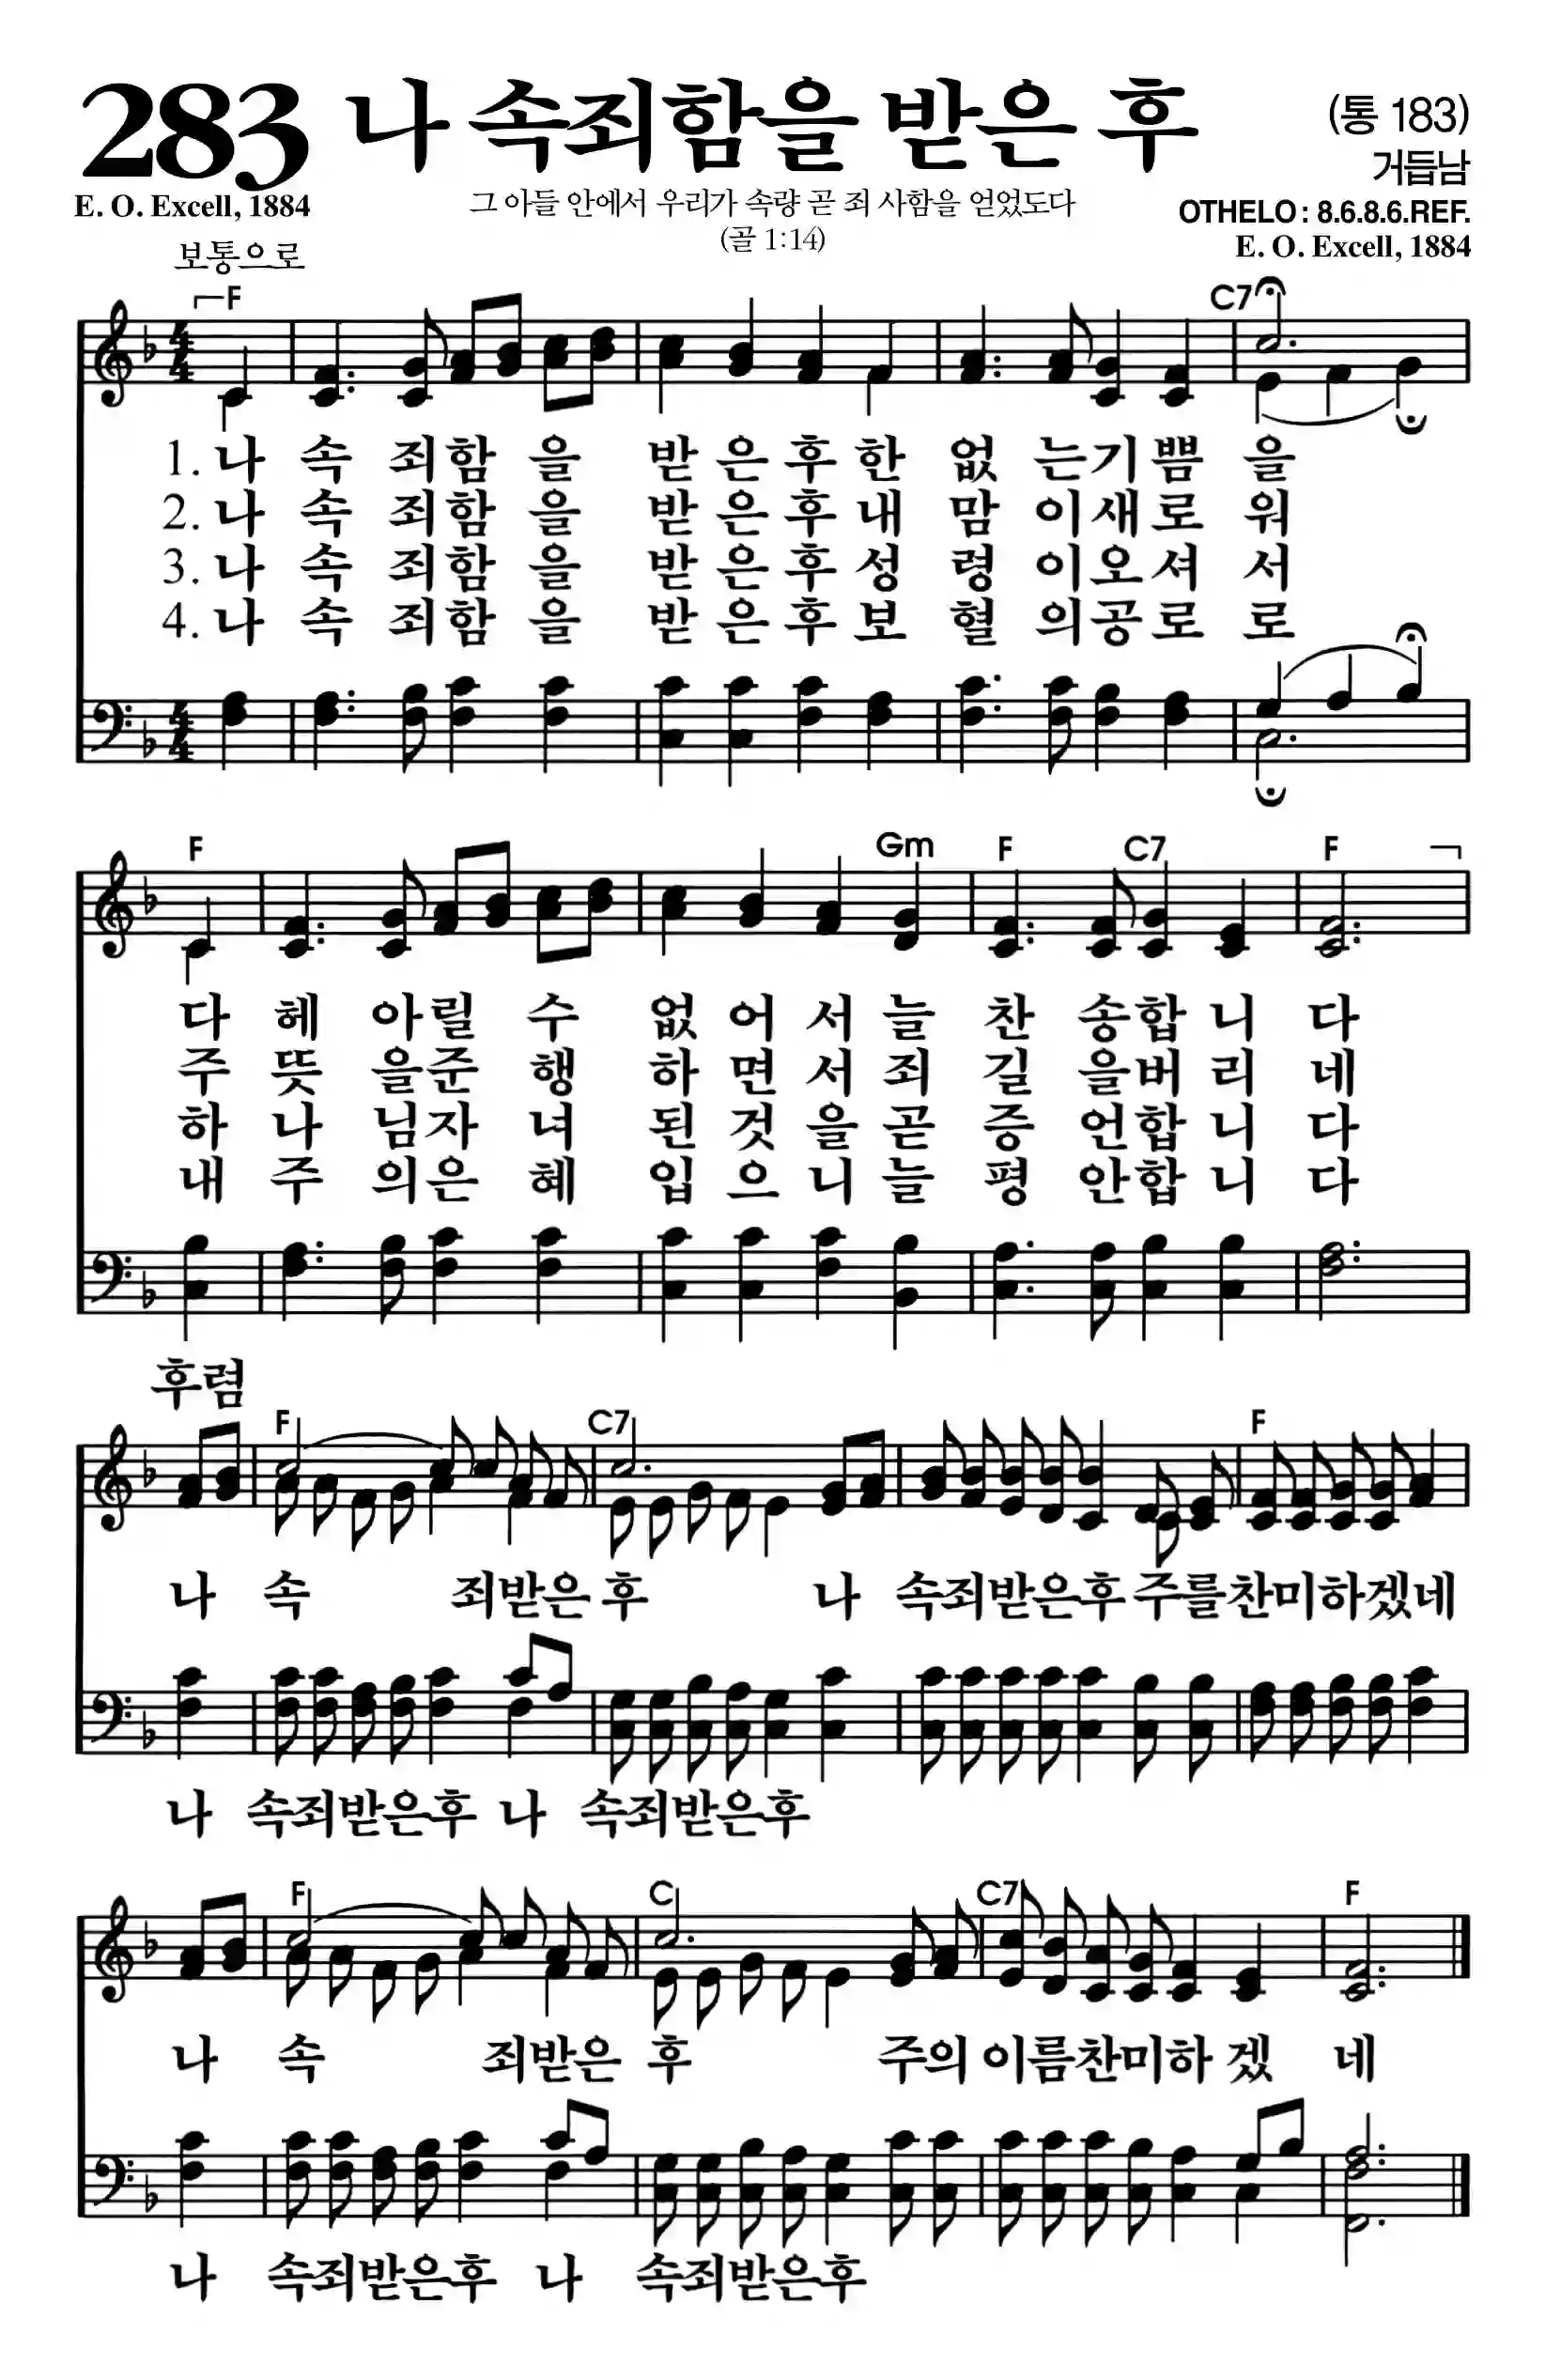 283 나 속죄함을 받은 후 (통 183)
거듭남
E. O. Excell, 1884
그 아들 안에서 우리가 속량 곧 죄 사함을 얻었도다
(골 1:14)
OTHELO : 8.6.8.6.REF.
E. O. Excell, 1884
보통으로
F C7
1. 나 속 죄함 을 받 은 후 한 없 는기 쁨 을
2. 나 속 죄함 을 받 은 후 내 맘 이새 로 워
3. 나 속 죄함 을 받 은 후 성 령 이오 셔 서
4. 나 속 죄함 을 받 은 후 보 혈 의공 로 로
F Gm F C7 F
다 헤 아릴 수 없 어 서 늘 찬 송합 니 다
주 뜻 을준 행 하 면 서 죄 길 을버 리 네
하 나 님자 녀 된 것 을 곧 증 언합 니 다
내 주 의은 혜 입 으 니 늘 평 안합 니 다
후렴
F C7 F
나 속 죄받은 후 나 속죄받은후 주를찬미하겠네
나 속죄받은후 나 속죄받은후
F C C7 F
나 속 죄받은 후 주의 이름찬미하 겠 네
나 속죄받은후 나 속죄받은후